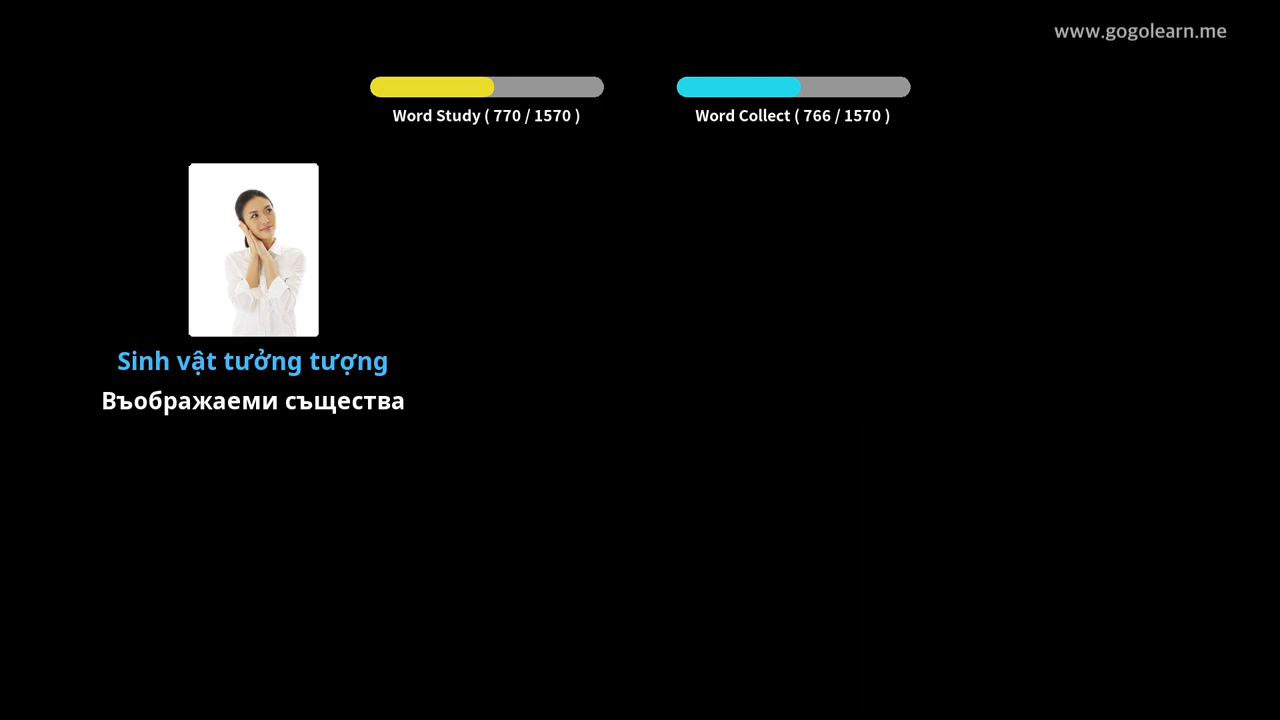 www.gogolearn.me
Word Study ( 770 / 1570 )
Word Collect ( 766 / 1570 )
Sinh vật tưởng tượng
Въображаеми същества